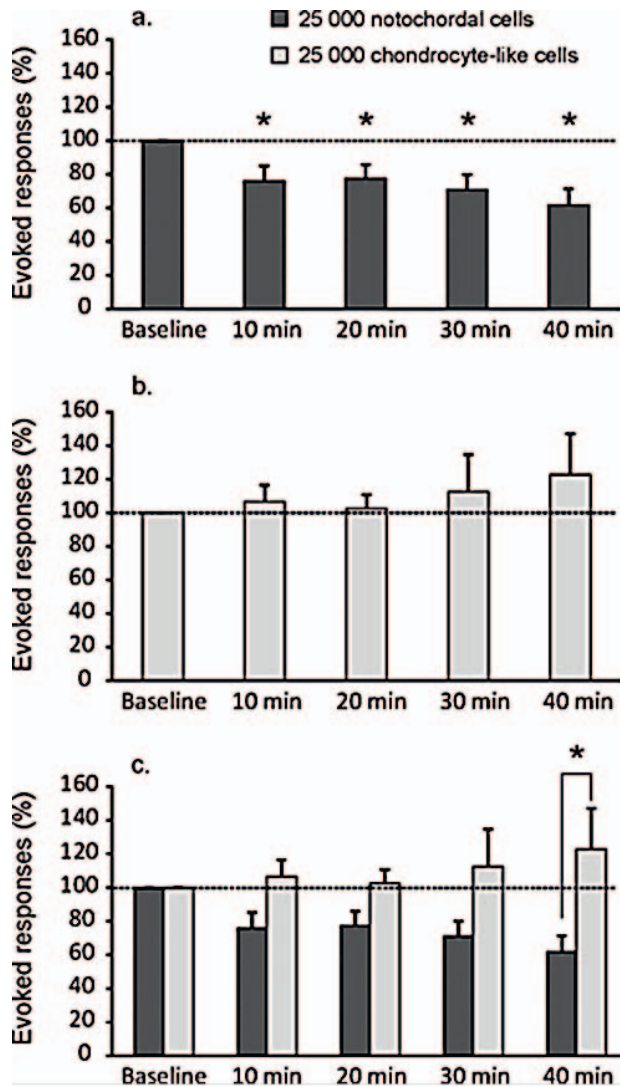 a.
25 000 notochordal cells
25 000 chondrocyte-like cells
Evoked responses (%)
160
140
120
100
80
60
40
20
0
* * * *
Baseline 10 min 20 min 30 min 40 min
b.
Evoked responses (%)
160
140
120
100
80
60
40
20
0
Baseline 10 min 20 min 30 min 40 min
c.
Evoked responses (%)
160
140
120
100
80
60
40
20
0
*
Baseline 10 min 20 min 30 min 40 min